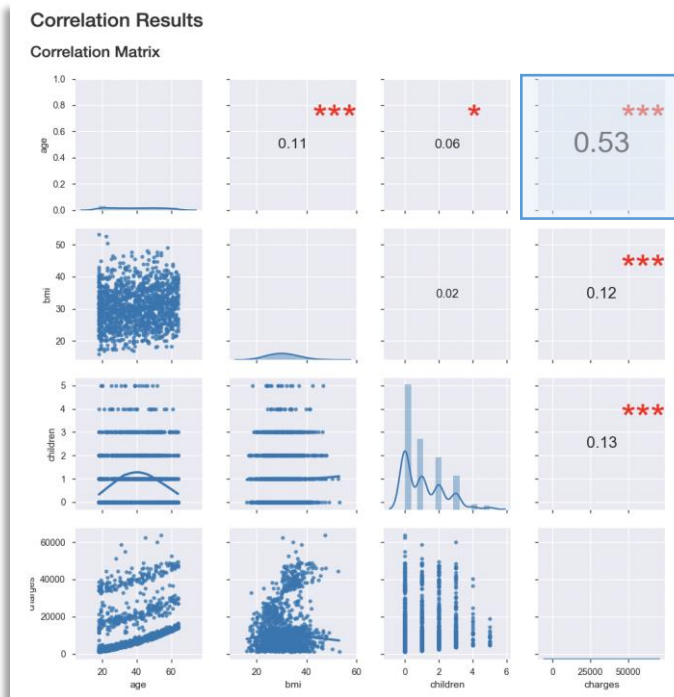 Correlation Results
Correlation Matrix
1.0
0.8
0.6
0.4
0.2
0.0
age
***
0.11
*
0.06
***
0.53
50
40
30
20
bmi
0.02
***
0.12
5
4
3
2
1
0
children
***
0.13
60000
40000
20000
0
charges
20 40 60
age
20 40 60
bmi
0 2 4 6
children
0 25000 50000
charges